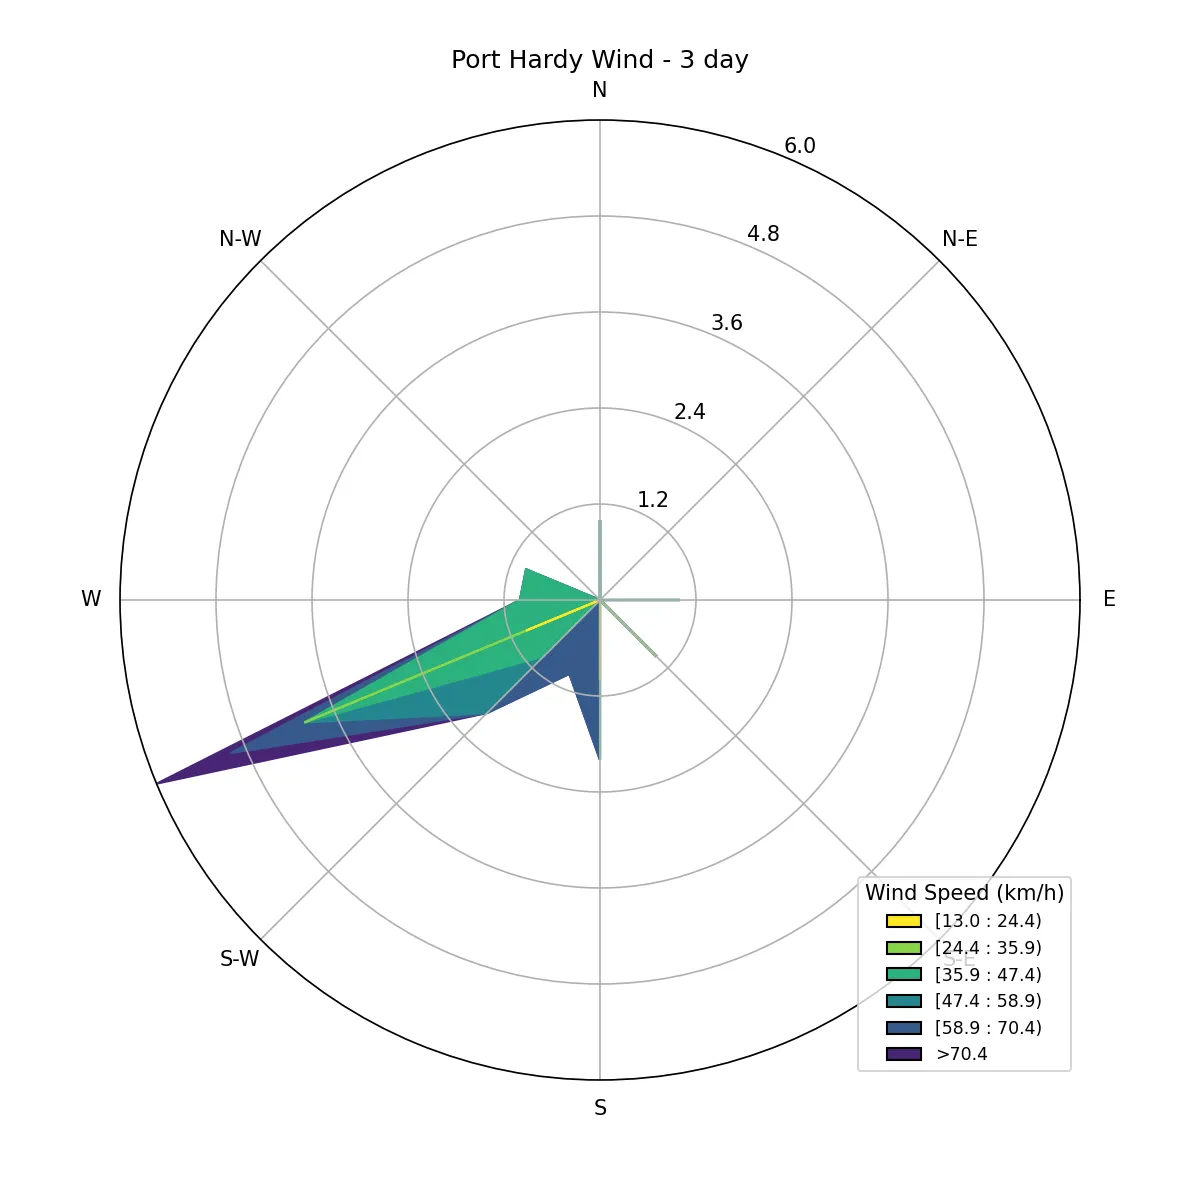 Port Hardy Wind - 3 day
N
6.0
N-W
N-E
4.8
3.6
2.4
1.2
W
E
S-W
S-E
S
Wind Speed (km/h)
[13.0 : 24.4)
[24.4 : 35.9)
[35.9 : 47.4)
[47.4 : 58.9)
[58.9 : 70.4)
>70.4